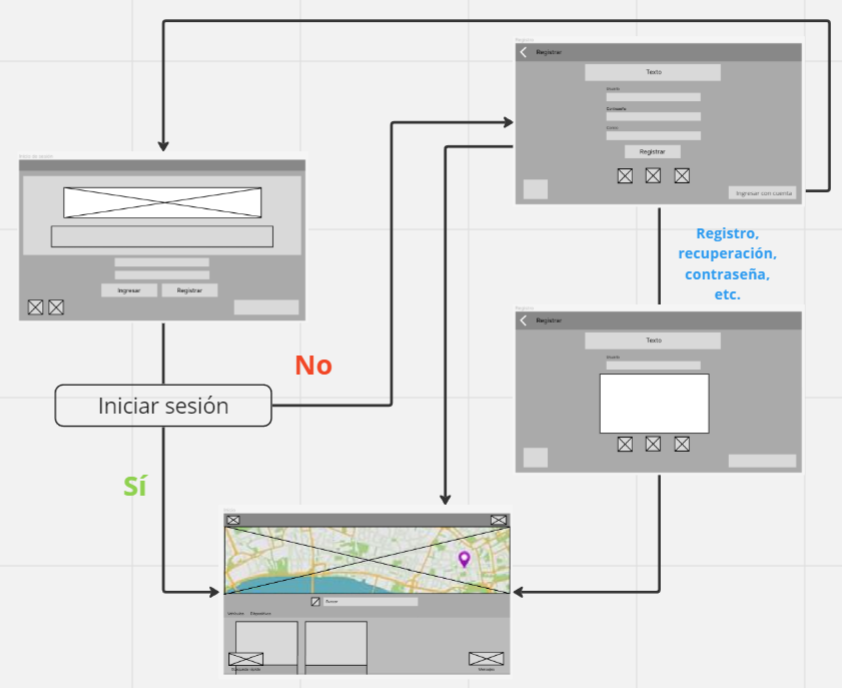 Registro
Registrar
Texto
Usuario
Contraseña
Correo
Registrar
Ingresar con cuenta
Inicio de sesión
Ingresar
Registrar
Registro,
recuperación,
contraseña,
etc.
Registro
Registrar
Texto
Usuario
No
Iniciar sesión
Sí
Buscar